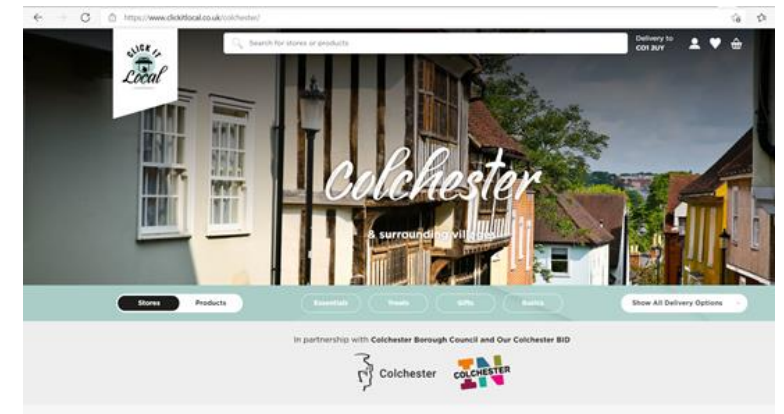 https://www.clickitlocal.co.uk/colchester/
CLICK IT
Local
Search for stores or products
Delivery to
CO1 2UY
Colchester
& surrounding villages
Stores
Products
Essentials
Treats
Gifts
Show All Delivery Options
In partnership with Colchester Borough Council and Our Colchester BID
Colchester
IN
COLCHESTER